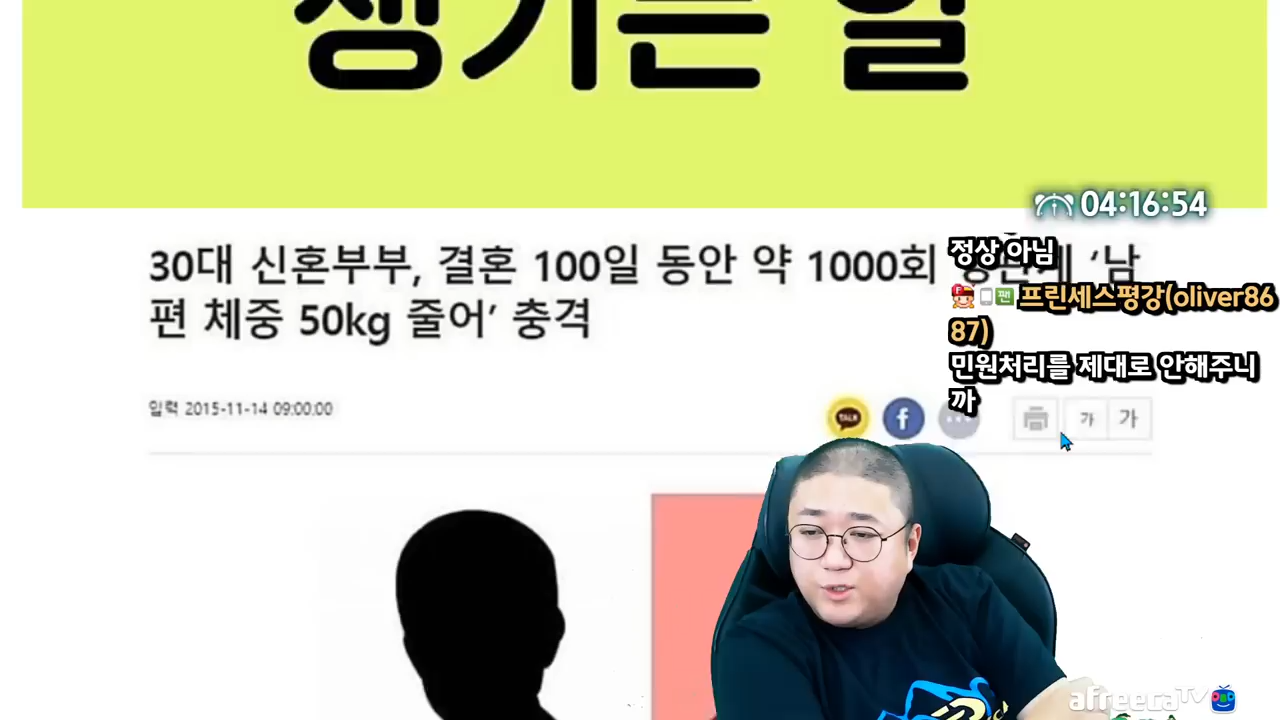 생기는 일
04:16:54
30대 신혼부부, 결혼 100일 동안 약 1000회 ‘남
편 체중 50kg 줄어’ 충격
정상 아님
프린세스평강(oliver86
87)
민원처리를 제대로 안해주니
까
입력 2015-11-14 09:00:00
TALK
f
가 가
afreecaTV